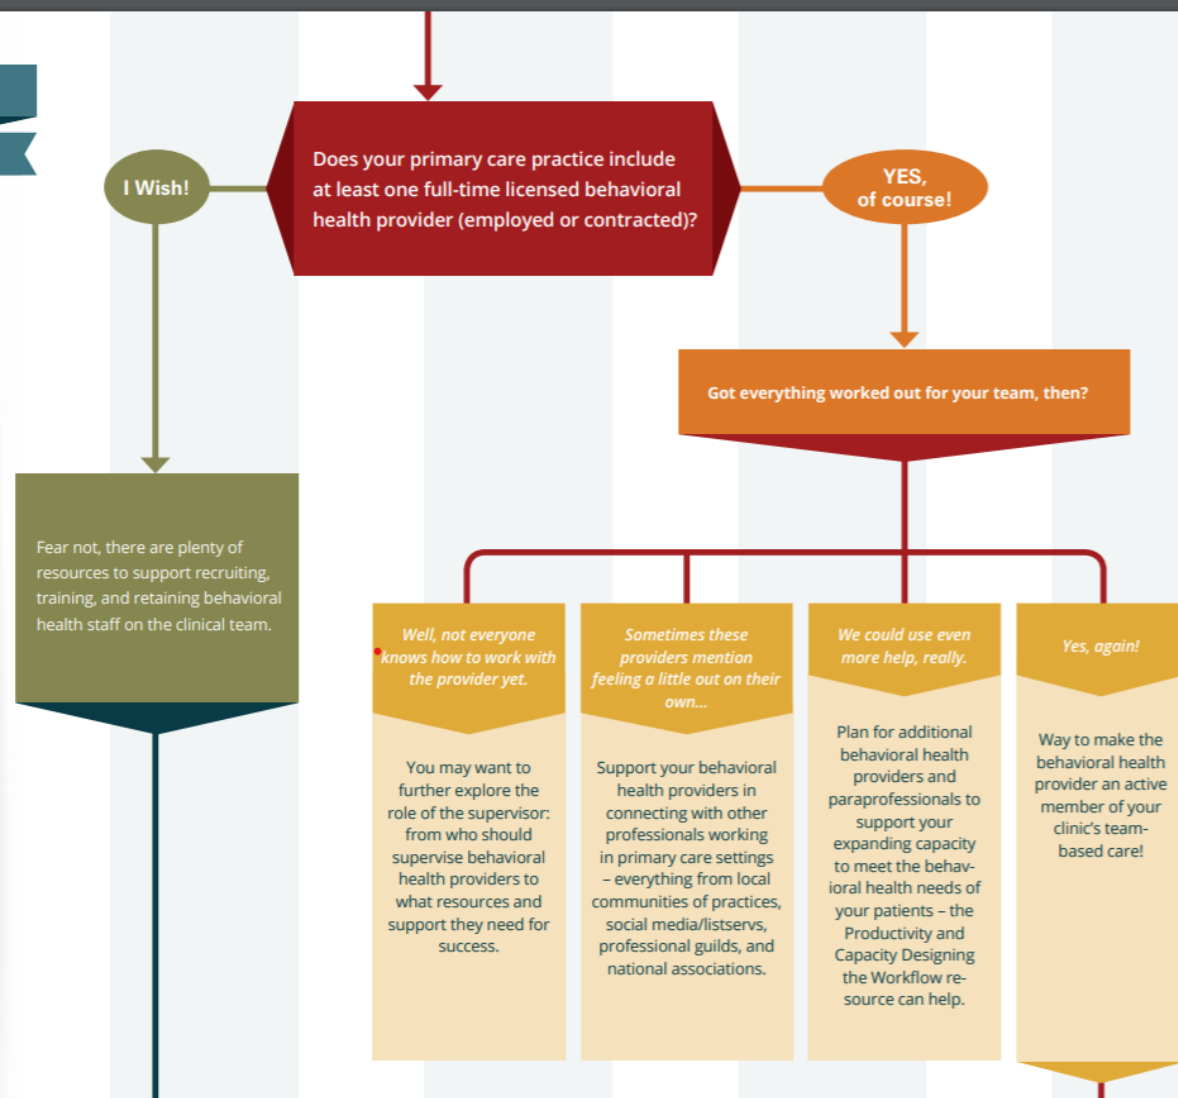 Does your primary care practice include
at least one full-time licensed behavioral
health provider (employed or contracted)?
I Wish!
YES,
of course!
Got everything worked out for your team, then?
Fear not, there are plenty of
resources to support recruiting,
training, and retaining behavioral
health staff on the clinical team.
Well, not everyone
knows how to work with
the provider yet.
You may want to
further explore the
role of the supervisor:
from who should
supervise behavioral
health providers to
what resources and
support they need for
success.
Sometimes these
providers mention
feeling a little out on their
own...
Support your behavioral
health providers in
connecting with other
professionals working
in primary care settings
– everything from local
communities of practices,
social media/listservs,
professional guilds, and
national associations.
We could use even
more help, really.
Plan for additional
behavioral health
providers and
paraprofessionals to
support your
expanding capacity
to meet the behav-
ioral health needs of
your patients – the
Productivity and
Capacity Designing
the Workflow re-
source can help.
Yes, again!
Way to make the
behavioral health
provider an active
member of your
clinic's team-
based care!